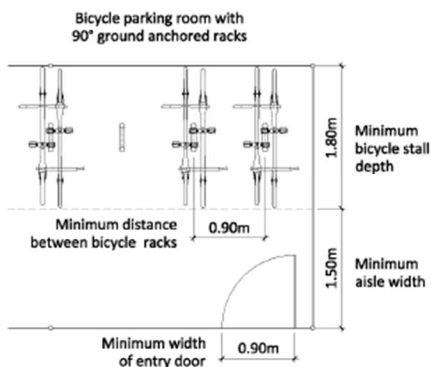 Bicycle parking room with
90° ground anchored racks
1.80m
Minimum
bicycle stall
depth
Minimum distance
between bicycle racks
0.90m
1.50m
Minimum
aisle width
Minimum width
of entry door
0.90m